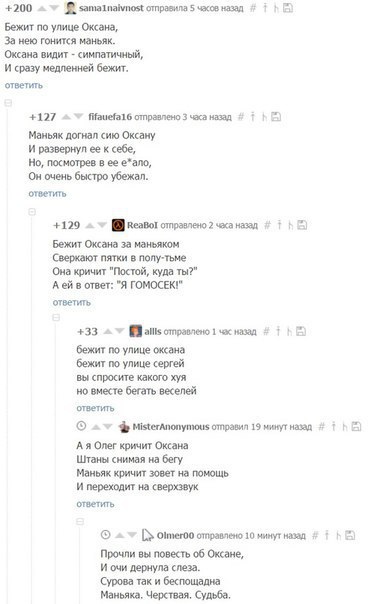 +200 sama1naivnost отправила 5 часов назад #
Бежит по улице Оксана,
За нею гонится маньяк.
Оксана видит - симпатичный,
И сразу медленней бежит.
ответить
+127 fifauefa16 отправлено 3 часа назад # h
Маньяк догнал сию Оксану
И развернул ее к себе,
Но, посмотрев в ее е*ало,
Он очень быстро убежал.
ответить
+129 ReaBoI отправлено 2 часа назад # h
Бежит Оксана за маньяком
Сверкают пятки в полу-тьме
Она кричит "Постой, куда ты?"
А ей в ответ: "Я ГОМОСЕК!"
ответить
+33 allls отправлено 1 час назад # h
бежит по улице оксана
бежит по улице сергей
вы спросите какого хуя
но вместе бегать веселей
ответить
MisterAnonymous отправил 19 минут назад # h
А я Олег кричит Оксана
Штаны снимая на бегу
Маньяк кричит зовет на помощь
И переходит на сверхзвук
ответить
Olmer00 отправлено 10 минут назад # h
Прочли вы повесть об Оксане,
И очи дернула слеза.
Сурова так и беспощадна
Маньяка. Черствая. Судьба.